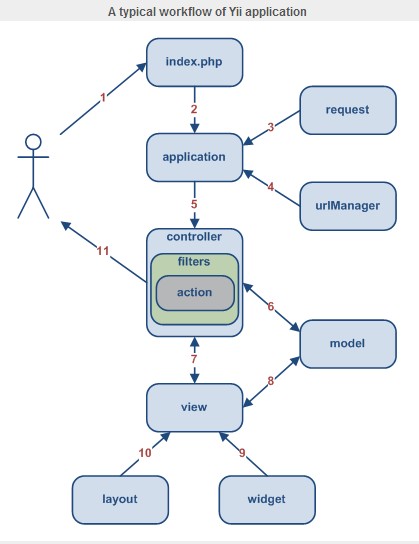 A typical workflow of Yii application
index.php
1
2
request
3
application
4
5
urlManager
controller
filters
11
action
6
model
7
8
view
10
9
layout
widget